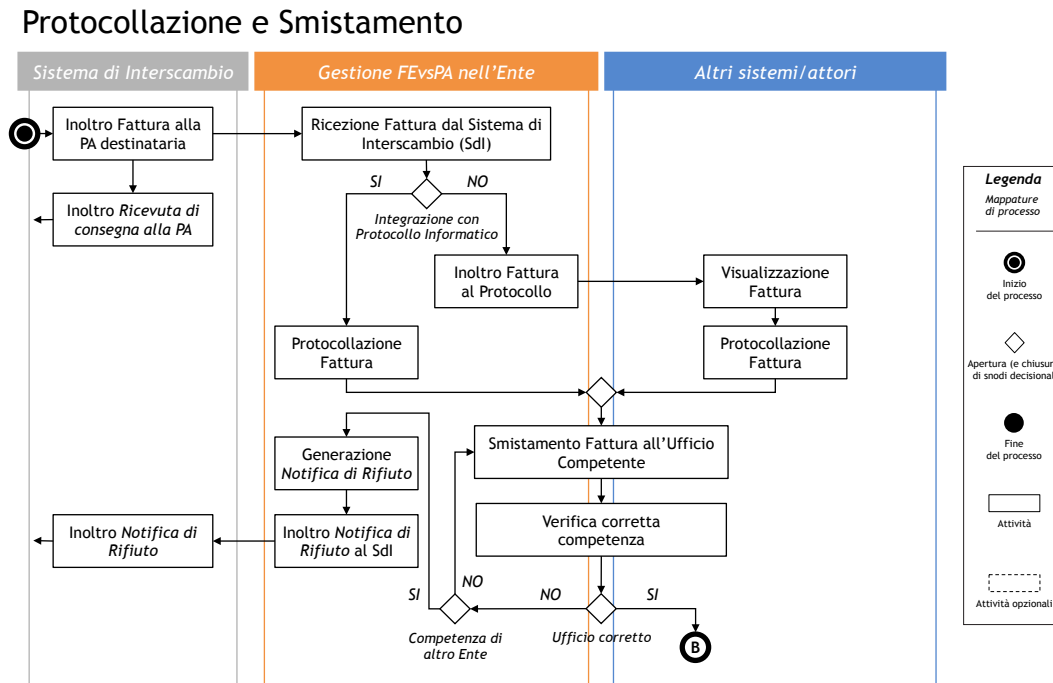 Protocollazione e Smistamento
Sistema di Interscambio
Gestione FEvsPA nell'Ente
Altri sistemi/attori
Inoltro Fattura alla
PA destinataria
Ricezione Fattura dal Sistema di
Interscambio (SdI)
SI
NO
Inoltro Ricevuta di
consegna alla PA
Integrazione con
Protocollo Informatico
Inoltro Fattura
al Protocollo
Visualizzazione
Fattura
Protocollazione
Fattura
Protocollazione
Fattura
Smistamento Fattura all'Ufficio
Competente
Generazione
Notifica di Rifiuto
Verifica corretta
competenza
Inoltro Notifica di
Rifiuto al SdI
Inoltro Notifica di
Rifiuto
NO
SI
NO
SI
Competenza di
altro Ente
Ufficio corretto
B
Legenda
Mappature
di processo
Inizio
del processo
Apertura (e chiusur
di snodi decisional
Fine
del processo
Attività
Attività opzionali